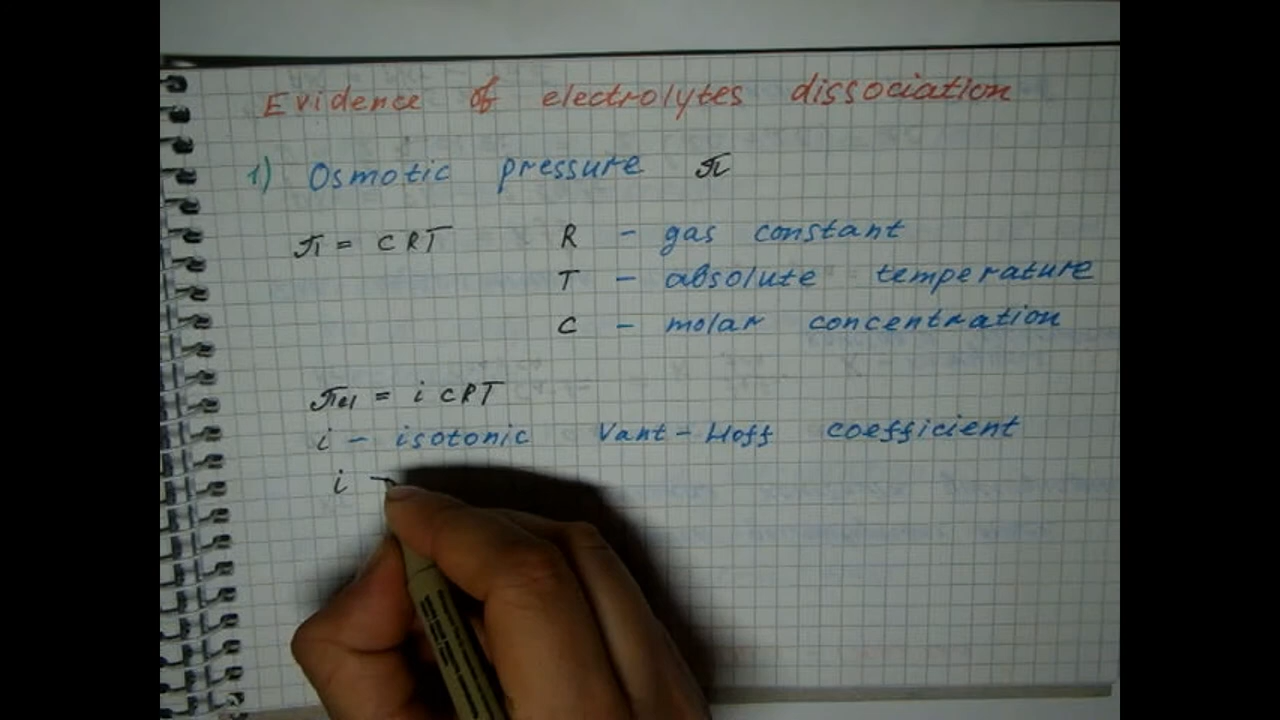 Evidence of electrolytes dissociation
1) Osmotic pressure π
π = CRT
R - gas constant
T - absolute temperature
C - molar concentration
πel = i CRT
i - isotonic Vant-Hoff coefficient
i -